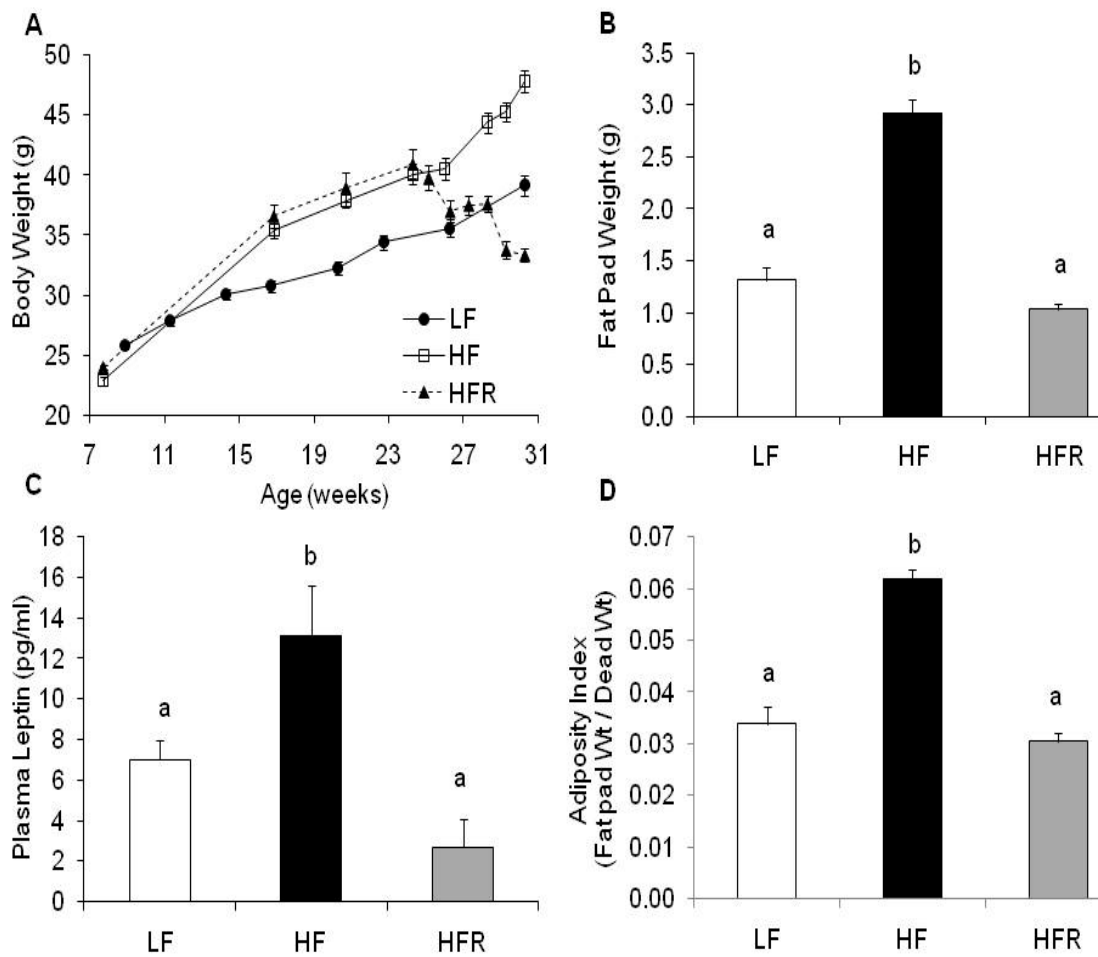 A
Body Weight (g)
50
45
40
35
30
25
20
LF
HF
HFR
7 11 15 19 23 27 31
Age (weeks)
B
Fat Pad Weight (g)
3.5
3.0
2.5
2.0
1.5
1.0
0.5
0.0
a
b
a
LF HF HFR
C
Plasma Leptin (pg/ml)
18
16
14
12
10
8
6
4
2
0
a
b
a
LF HF HFR
D
Adiposity Index
(Fatpad Wt / Dead Wt)
0.07
0.06
0.05
0.04
0.03
0.02
0.01
0.00
a
b
a
LF HF HFR